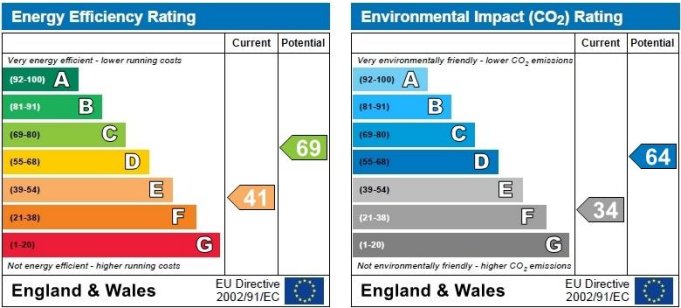 Energy Efficiency Rating
Current Potential
Very energy efficient - lower running costs
(92-100) A
(81-91) B
(69-80) C
(55-68) D
(39-54) E
(21-38) F
(1-20) G
41
69
Not energy efficient - higher running costs
England & Wales
EU Directive
2002/91/EC
Environmental Impact (CO2) Rating
Current Potential
Very environmentally friendly - lower CO2 emissions
(92-100) A
(81-91) B
(69-80) C
(55-68) D
(39-54) E
(21-38) F
(1-20) G
34
64
Not environmentally friendly - higher CO2 emissions
England & Wales
EU Directive
2002/91/EC